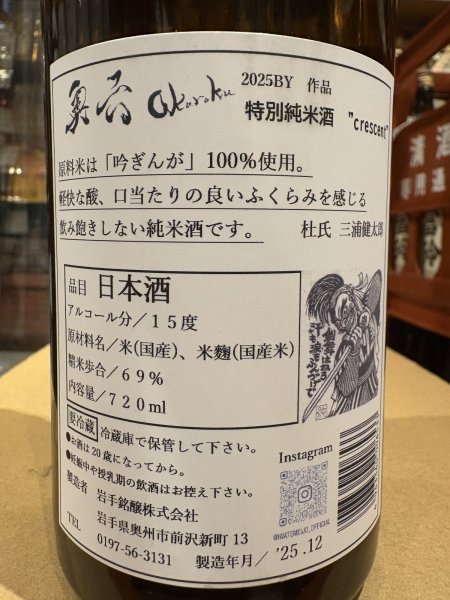 奥六 Okuroku
2025BY 作品
特別純米酒 "crescent"
原料米は「吟ぎんが」100%使用。
軽快な酸、口当たりの良いふくらみを感じる
飲み飽きしない純米酒です。 杜氏 三浦健太郎
品目 日本酒
アルコール分/15度
原材料名/米(国産)、米麹(国産米)
精米歩合/69%
内容量/720ml
要冷蔵 冷蔵庫で保管して下さい。
●お酒は20歳になってから。
●妊娠中や授乳期の飲酒はお控え下さい。
製造者 岩手銘醸株式会社
岩手県奥州市前沢新町13
TEL 0197-56-3131
製造年月/'25.12
Instagram
@IWATEMEIJO_OFFICIAL
清酒